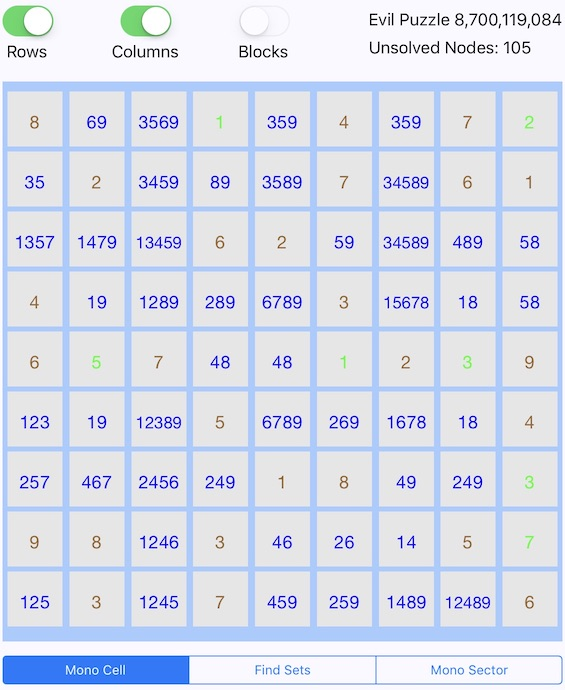 Rows Columns Blocks
Evil Puzzle 8,700,119,084
Unsolved Nodes: 105
8 69 3569 1 359 4 359 7 2
35 2 3459 89 3589 7 34589 6 1
1357 1479 13459 6 2 59 34589 489 58
4 19 1289 289 6789 3 15678 18 58
6 5 7 48 48 1 2 3 9
123 19 12389 5 6789 269 1678 18 4
257 467 2456 249 1 8 49 249 3
9 8 1246 3 46 26 14 5 7
125 3 1245 7 459 259 1489 12489 6
Mono Cell Find Sets Mono Sector